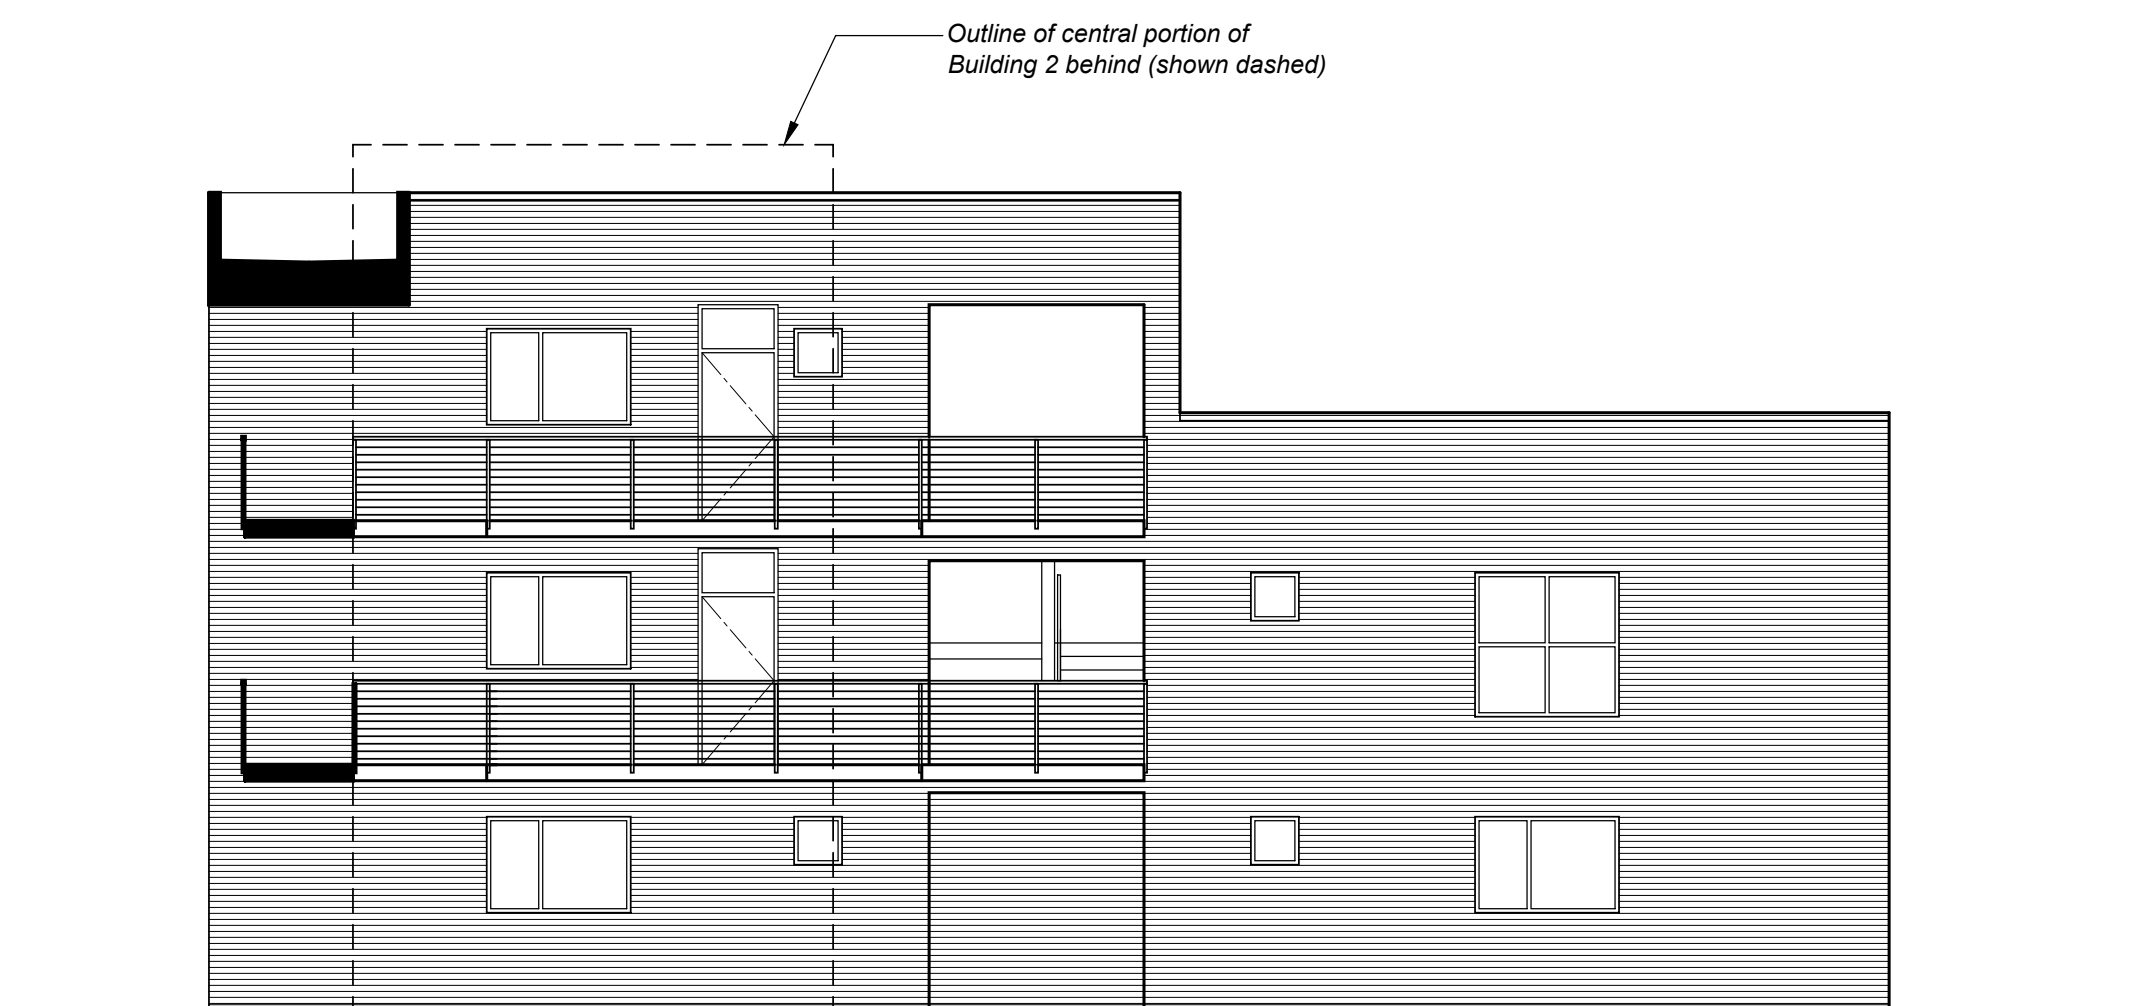 Outline of central portion of
Building 2 behind (shown dashed)